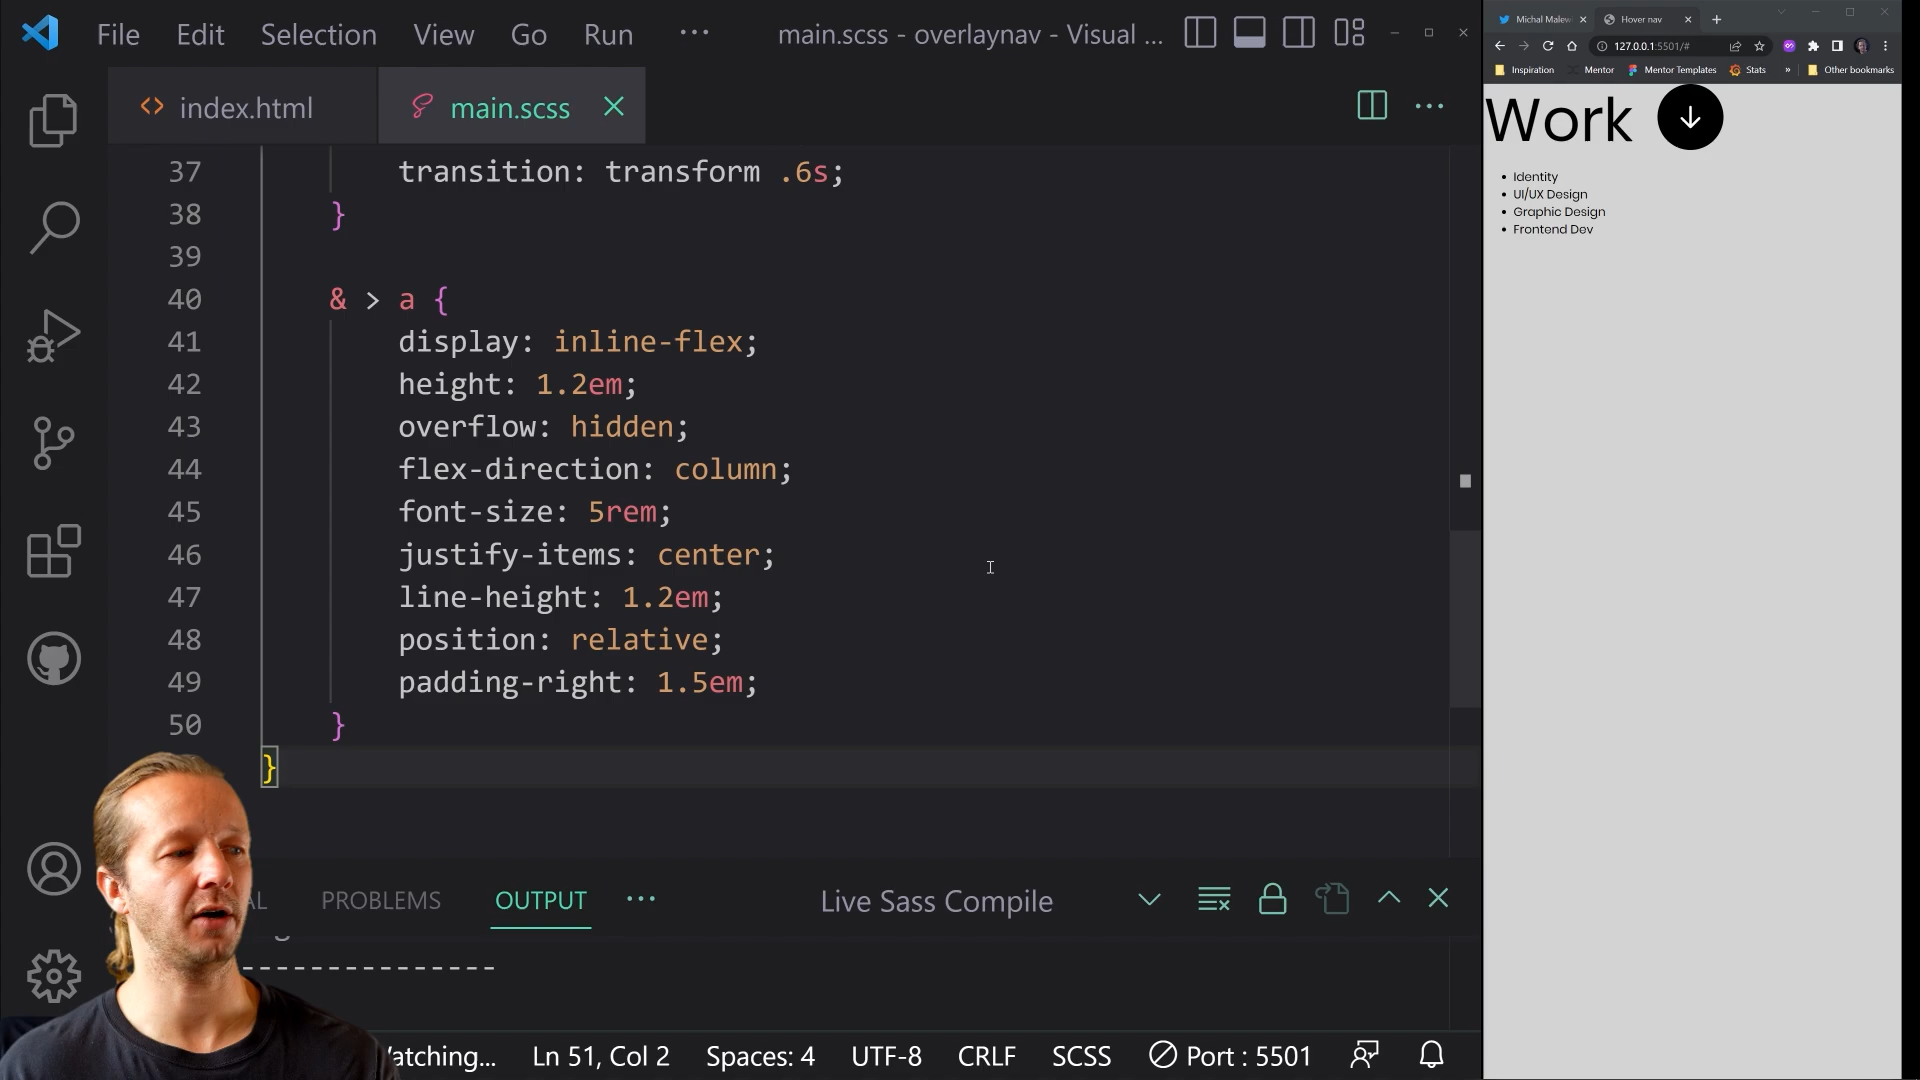 File Edit Selection View Go Run ··· main.scss - overlaynav - Visual ...
index.html main.scss
37 transition: transform .6s;
38 }
39
40 & > a {
41 display: inline-flex;
42 height: 1.2em;
43 overflow: hidden;
44 flex-direction: column;
45 font-size: 5rem;
46 justify-items: center;
47 line-height: 1.2em;
48 position: relative;
49 padding-right: 1.5em;
50 }
}
PROBLEMS OUTPUT ··· Live Sass Compile
---------------
Ln 51, Col 2 Spaces: 4 UTF-8 CRLF SCSS Port : 5501
Michal Malew Hover nav
127.0.0.1:5501/#
Inspiration Mentor Mentor Templates Stats » Other bookmarks
Work
• Identity
• UI/UX Design
• Graphic Design
• Frontend Dev